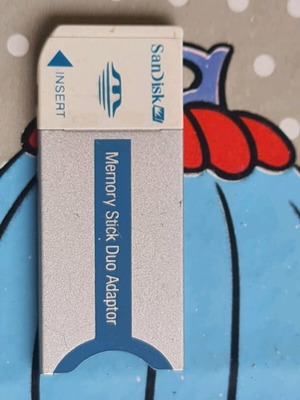 SanDisk
INSERT
Memory Stick Duo Adaptor